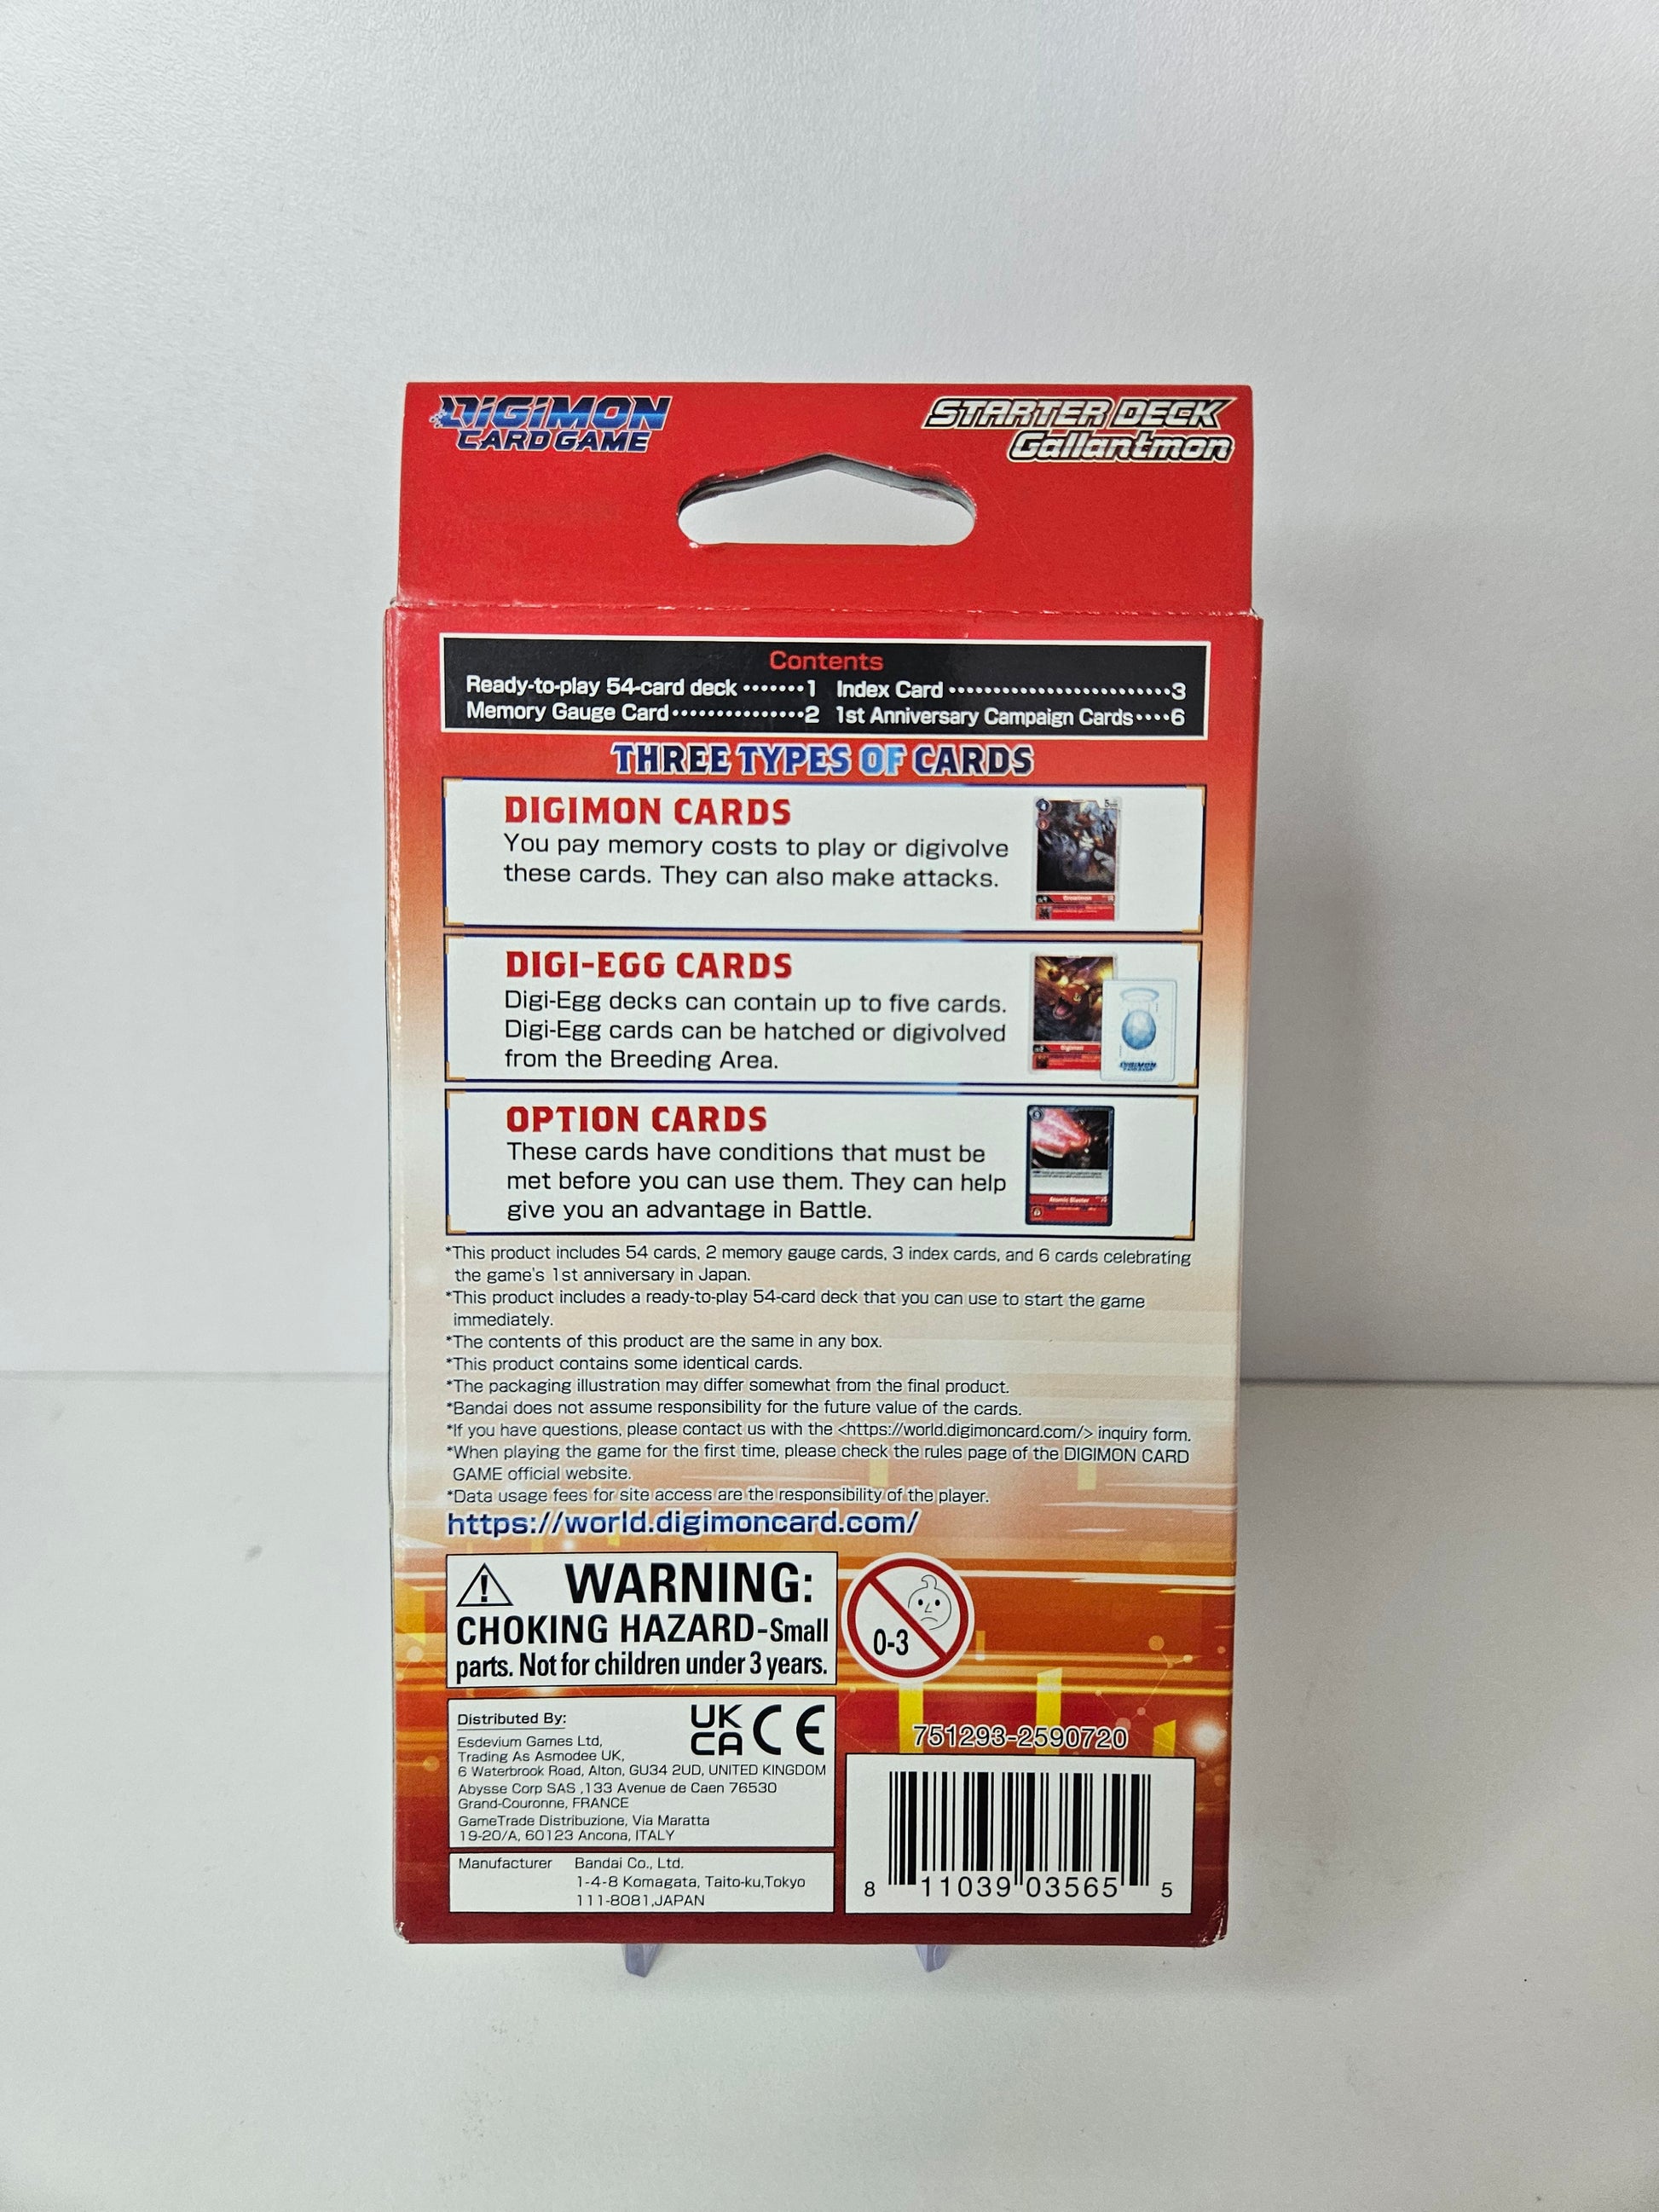 DIGIMON
CARD GAME
STARTER DECK
Gallantmon
Contents
Ready-to-play 54-card deck ·······1 Index Card ··························3
Memory Gauge Card···············2 1st Anniversary Campaign Cards····6
THREE TYPES OF CARDS
DIGIMON CARDS
You pay memory costs to play or digivolve
these cards. They can also make attacks.
DIGI-EGG CARDS
Digi-Egg decks can contain up to five cards.
Digi-Egg cards can be hatched or digivolved
from the Breeding Area.
DIGIMON
OPTION CARDS
These cards have conditions that must be
met before you can use them. They can help
give you an advantage in Battle.
Atomic Blaster
*This product includes 54 cards, 2 memory gauge cards, 3 index cards, and 6 cards celebrating
the game's 1st anniversary in Japan.
*This product includes a ready-to-play 54-card deck that you can use to start the game
immediately.
*The contents of this product are the same in any box.
*This product contains some identical cards.
*The packaging illustration may differ somewhat from the final product.
*Bandai does not assume responsibility for the future value of the cards.
*If you have questions, please contact us with the <https://world.digimoncard.com/> inquiry form.
*When playing the game for the first time, please check the rules page of the DIGIMON CARD
GAME official website.
*Data usage fees for site access are the responsibility of the player.
https://world.digimoncard.com/
WARNING:
CHOKING HAZARD-Small
parts. Not for children under 3 years.
0-3
Distributed By:
UK
CA CE
Esdevium Games Ltd,
Trading As Asmodee UK,
6 Waterbrook Road, Alton, GU34 2UD, UNITED KINGDOM
Abysse Corp SAS ,133 Avenue de Caen 76530
Grand-Couronne, FRANCE
GameTrade Distribuzione, Via Maratta
19-20/A, 60123 Ancona, ITALY
Manufacturer Bandai Co., Ltd.
1-4-8 Komagata, Taito-ku,Tokyo
111-8081,JAPAN
751293-2590720
8 11039 03565 5